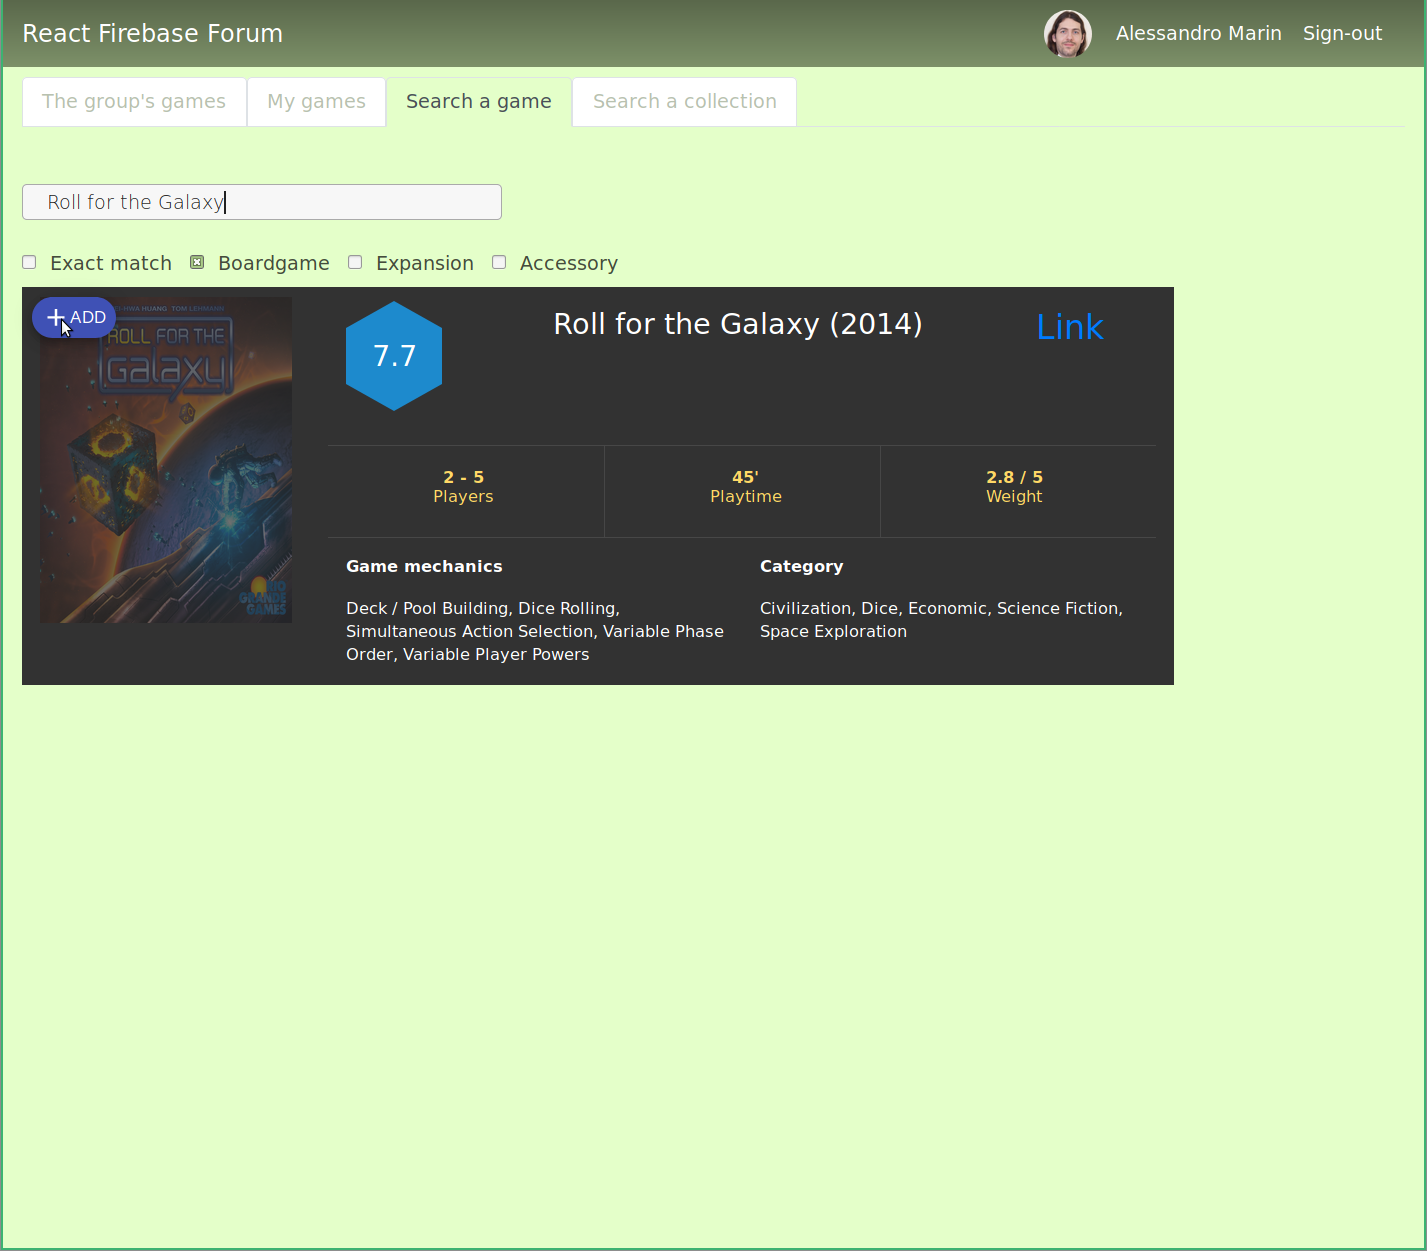 React Firebase Forum
Alessandro Marin Sign-out
The group's games My games Search a game Search a collection
Roll for the Galaxy
Exact match Boardgame Expansion Accessory
ADD
HWA HUANG TOM LEHMANN
ROLL FOR THE
Galaxy
RIO
GRANDE
GAMES
7.7
Roll for the Galaxy (2014)
Link
2 - 5
Players
45'
Playtime
2.8 / 5
Weight
Game mechanics
Deck / Pool Building, Dice Rolling,
Simultaneous Action Selection, Variable Phase
Order, Variable Player Powers
Category
Civilization, Dice, Economic, Science Fiction,
Space Exploration